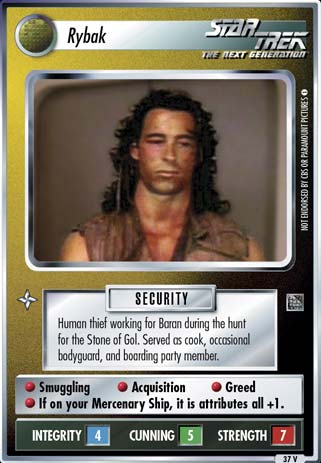 Rybak
STAR TREK
THE NEXT GENERATION
NOT ENDORSED BY CBS OR PARAMOUNT PICTURES
SECURITY
Human thief working for Baran during the hunt
for the Stone of Gol. Served as cook, occasional
bodyguard, and boarding party member.
Smuggling Acquisition Greed
If on your Mercenary Ship, it is attributes all +1.
INTEGRITY 4 CUNNING 5 STRENGTH 7
37 V